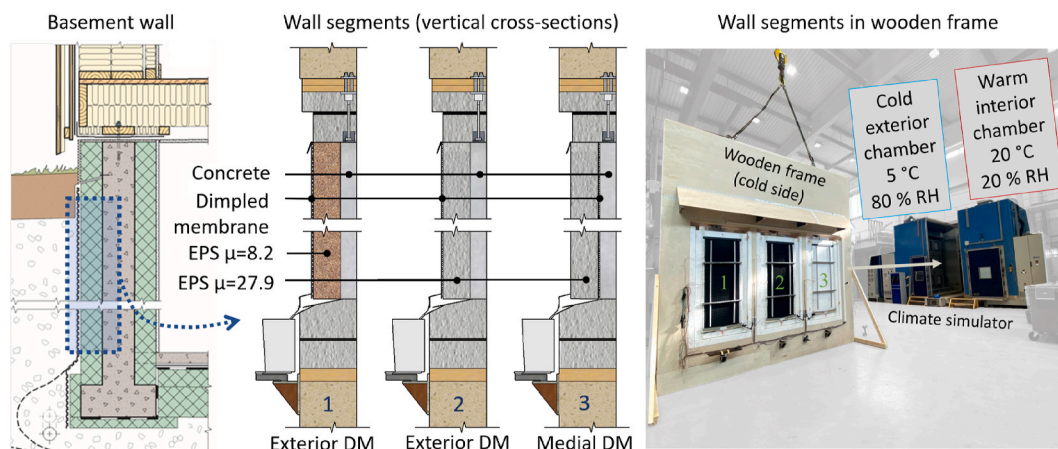 Basement wall
Wall segments (vertical cross-sections)
Wall segments in wooden frame
Concrete
Dimpled
membrane
EPS μ=8.2
EPS μ=27.9
1
2
3
Exterior DM
Exterior DM
Medial DM
Cold
exterior
chamber
5 °C
80 % RH
Warm
interior
chamber
20 °C
20 % RH
Wooden frame
(cold side)
1
2
3
Climate simulator